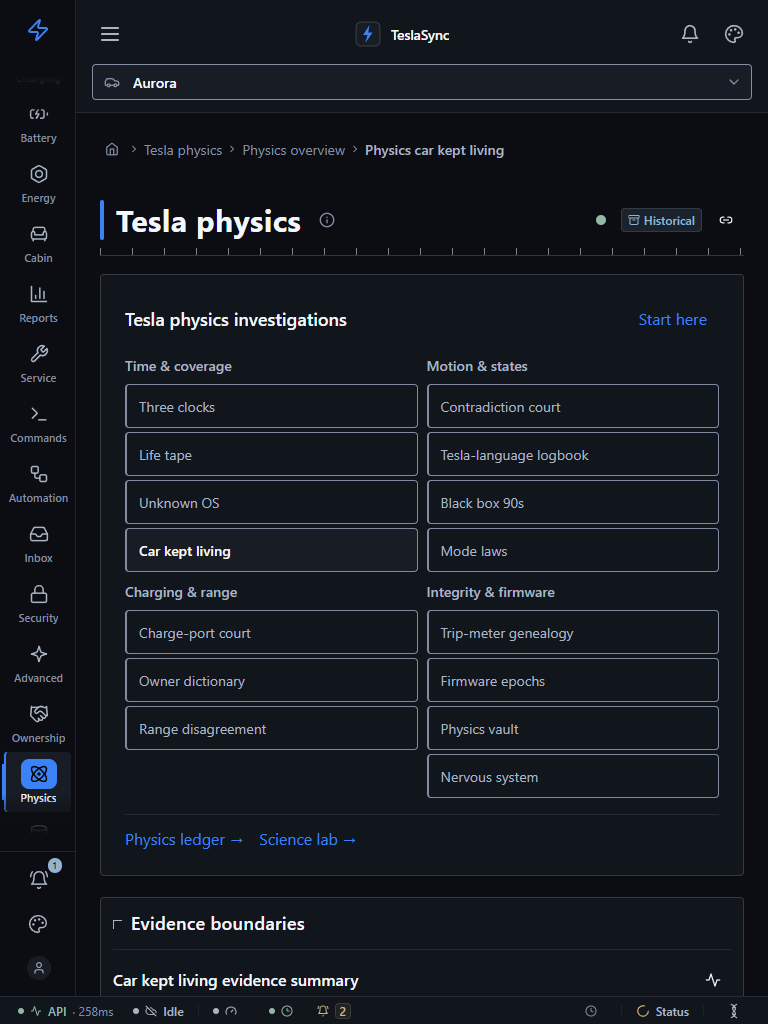 TeslaSync
Aurora
Battery
Energy
Cabin
Reports
Service
Commands
Automation
Inbox
Security
Advanced
Ownership
Physics
1
Tesla physics > Physics overview > Physics car kept living
Tesla physics
Historical
Tesla physics investigations
Start here
Time & coverage
Three clocks
Life tape
Unknown OS
Car kept living
Motion & states
Contradiction court
Tesla-language logbook
Black box 90s
Mode laws
Charging & range
Charge-port court
Owner dictionary
Range disagreement
Integrity & firmware
Trip-meter genealogy
Firmware epochs
Physics vault
Nervous system
Physics ledger → Science lab →
Evidence boundaries
Car kept living evidence summary
API · 258ms Idle 2 Status